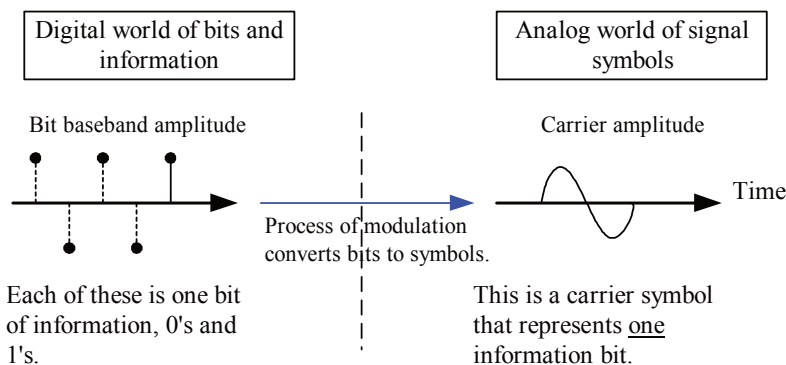 Digital world of bits and
information
Analog world of signal
symbols
Bit baseband amplitude
Carrier amplitude
Time
Process of modulation
converts bits to symbols.
Each of these is one bit
of information, 0's and
1's.
This is a carrier symbol
that represents one
information bit.